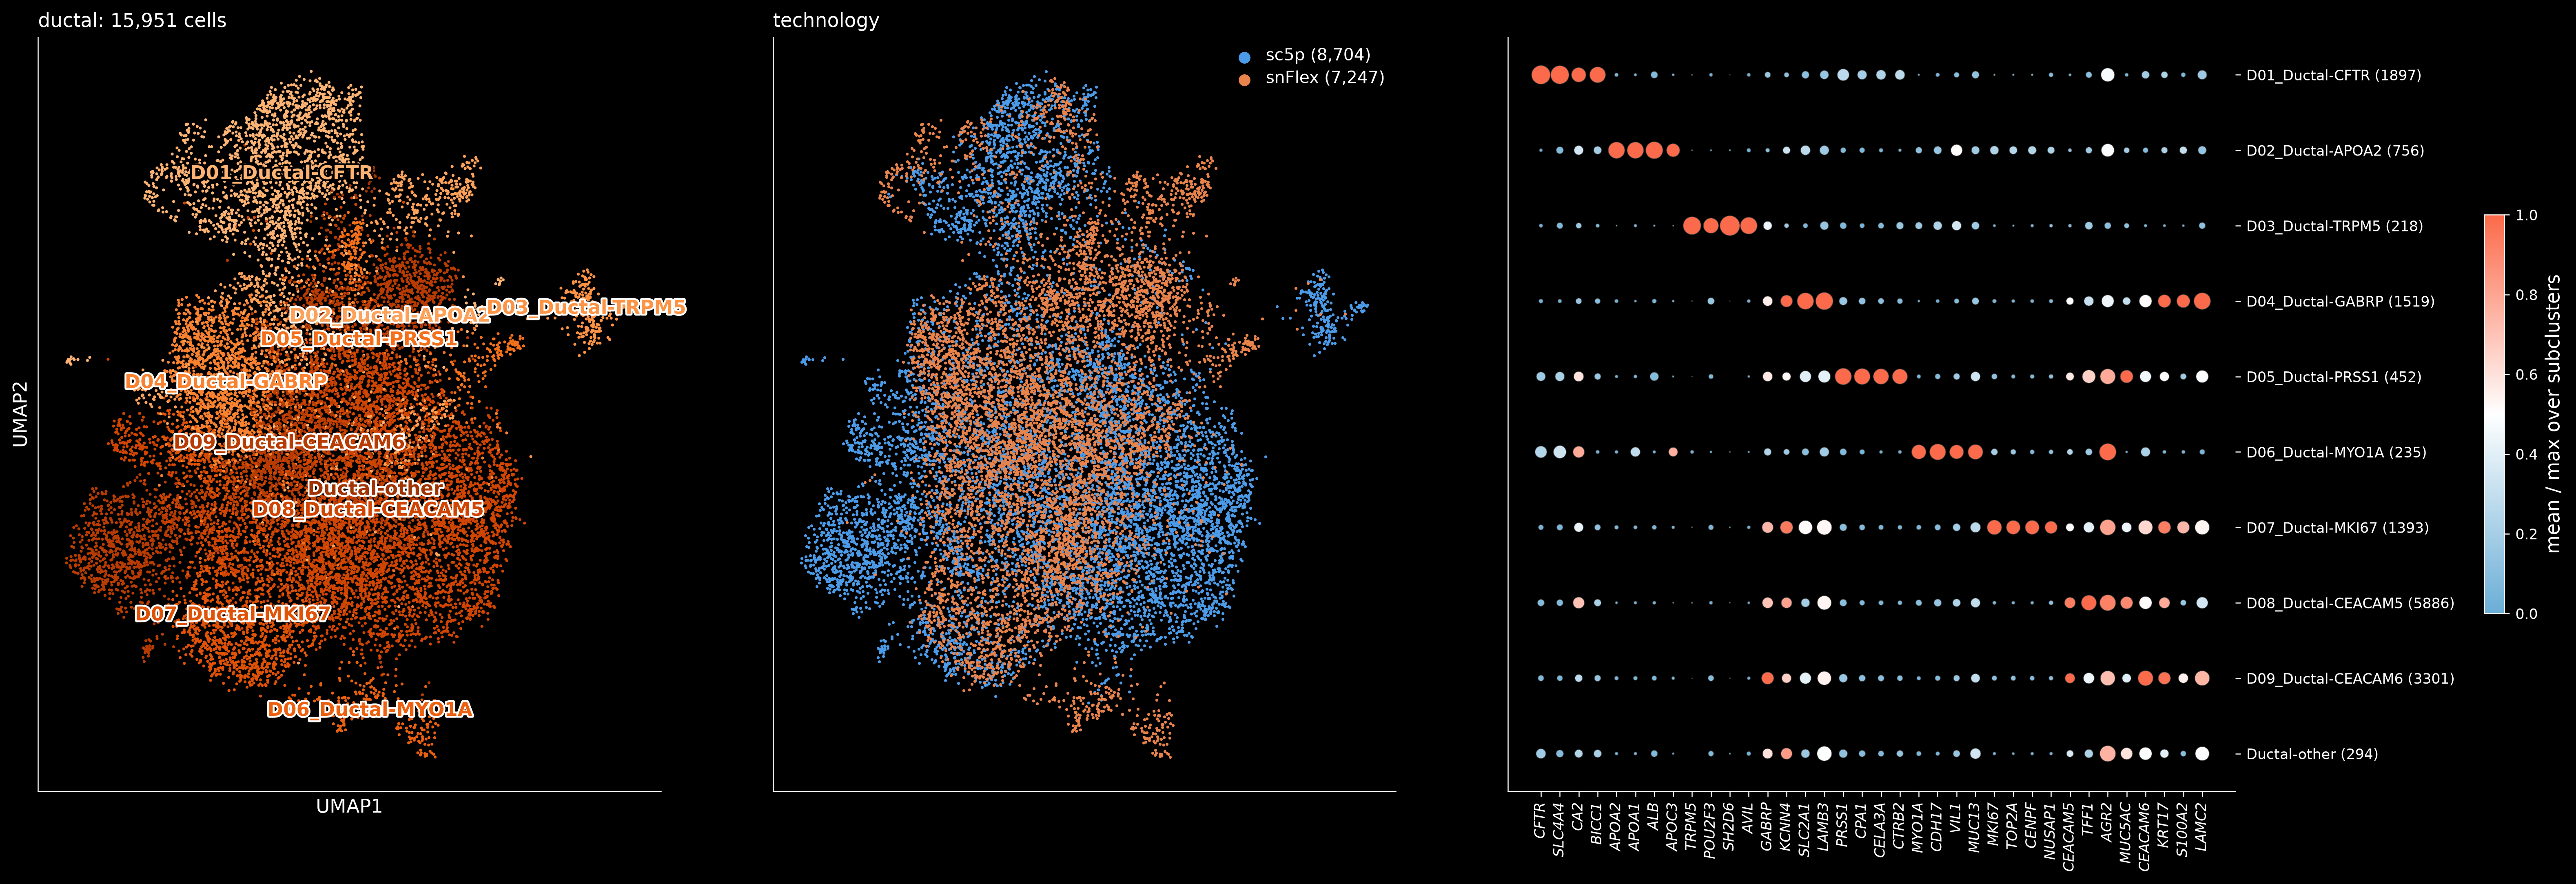 ductal: 15,951 cells
D01_Ductal-CFTR
D02_Ductal-APOA2
D03_Ductal-TRPM5
D05_Ductal-PRSS1
D04_Ductal-GABRP
D09_Ductal-CEACAM6
Ductal-other
D08_Ductal-CEACAM5
D07_Ductal-MKI67
D06_Ductal-MYO1A
UMAP2
UMAP1
technology
sc5p (8,704)
snFlex (7,247)
D01_Ductal-CFTR (1897)
D02_Ductal-APOA2 (756)
D03_Ductal-TRPM5 (218)
D04_Ductal-GABRP (1519)
D05_Ductal-PRSS1 (452)
D06_Ductal-MYO1A (235)
D07_Ductal-MKI67 (1393)
D08_Ductal-CEACAM5 (5886)
D09_Ductal-CEACAM6 (3301)
Ductal-other (294)
CFTR
SLC4A4
CA2
BICC1
APOA2
APOA1
ALB
APOC3
TRPM5
POU2F3
SH2D6
AVIL
GABRP
KCNN4
SLC2A1
LAMB3
PRSS1
CPA1
CELA3A
CTRB2
MYO1A
CDH17
VIL1
MUC13
MKI67
TOP2A
CENPF
NUSAP1
CEACAM5
TFF1
AGR2
MUC5AC
CEACAM6
KRT17
S100A2
LAMC2
1.0
0.8
0.6
0.4
0.2
0.0
mean / max over subclusters